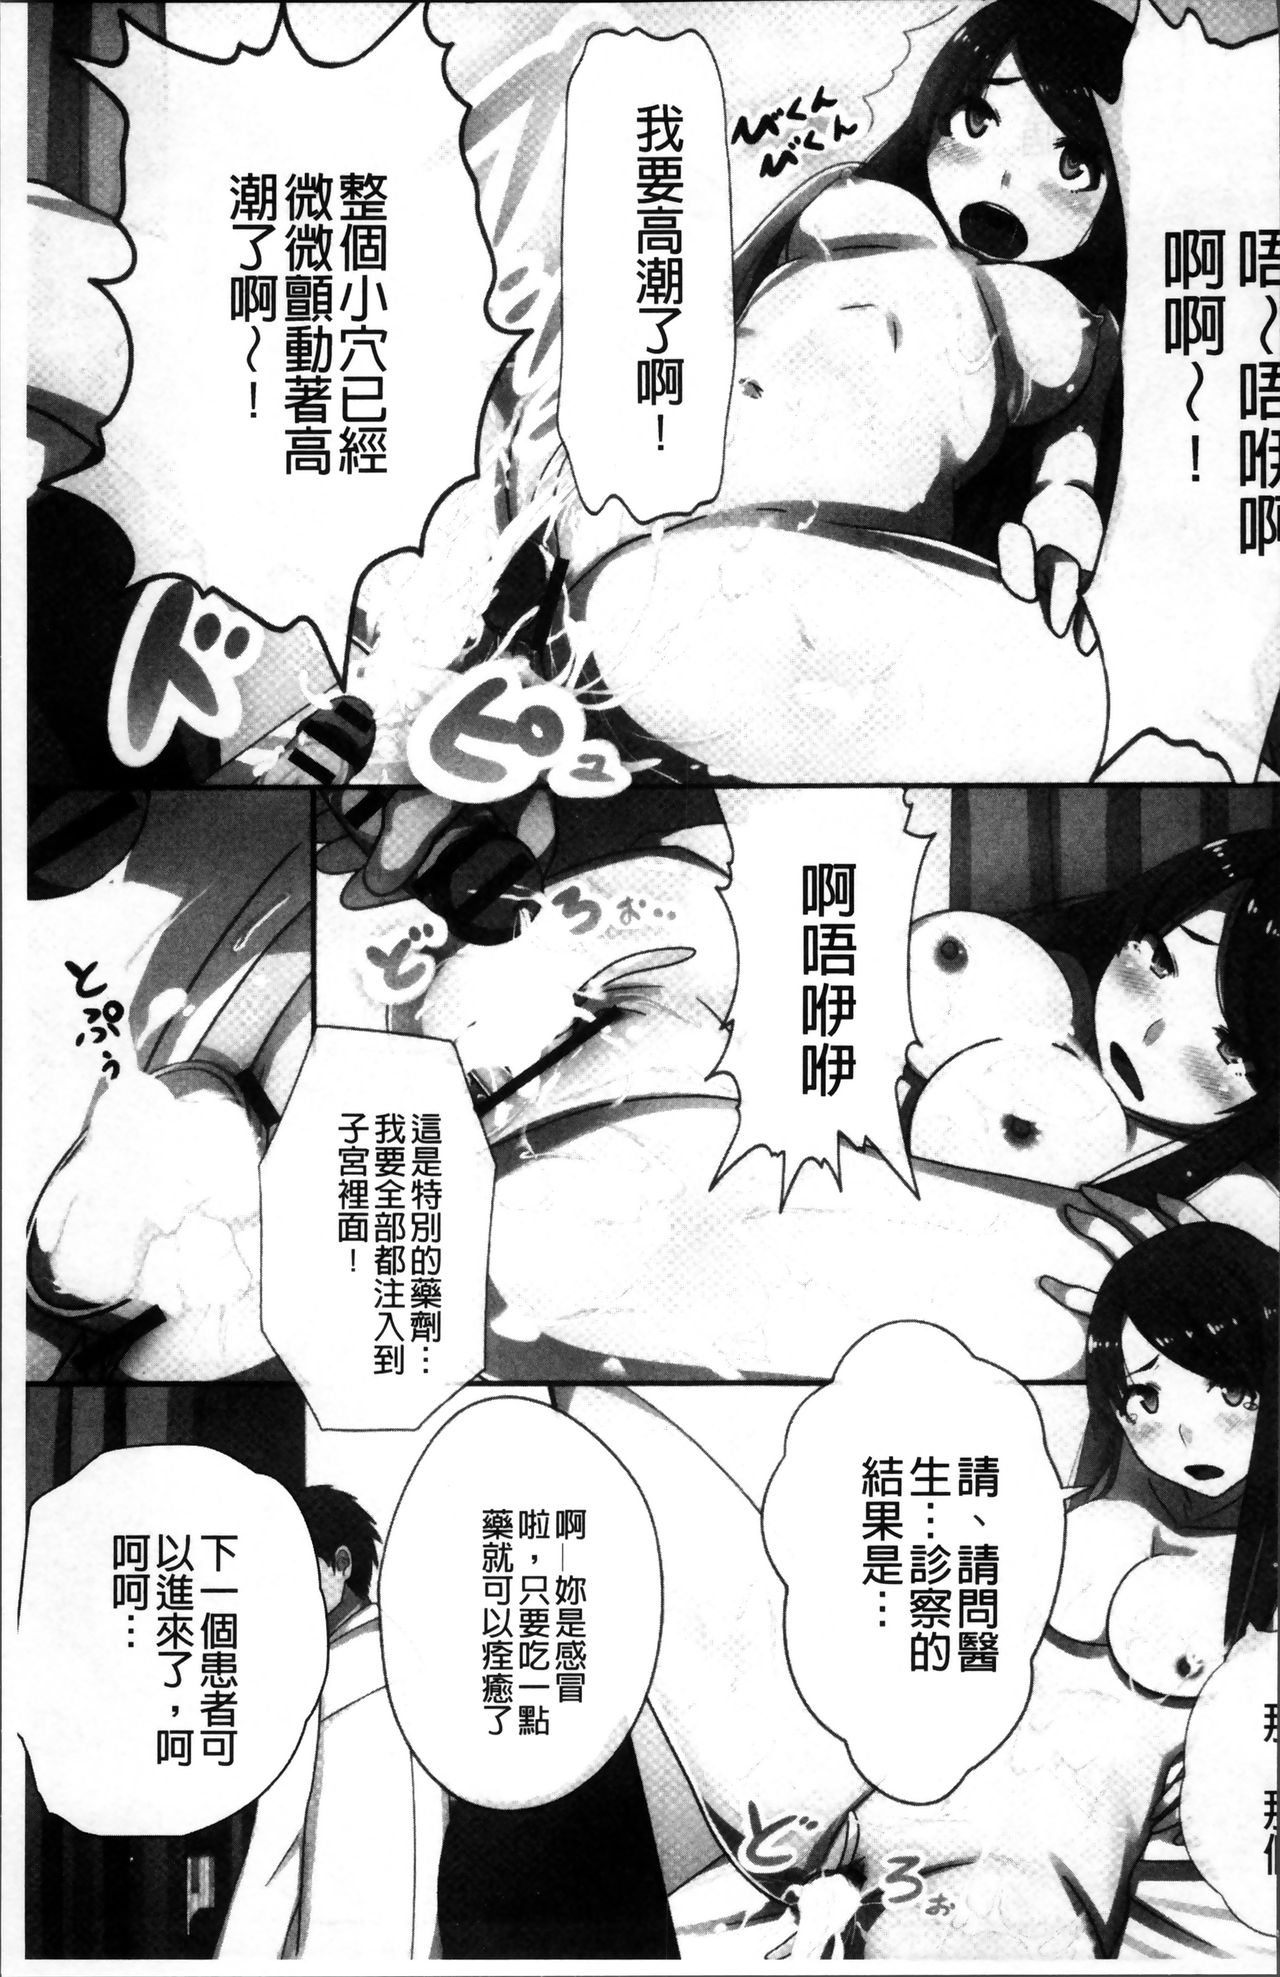 唔～唔咿啊
啊啊～！
びくん
びくん
我要高潮了啊！
整個小穴已經
微微顫動著高
潮了啊～！
ピュ
ド
啊唔咿咿
ろぉ…
ど
這是特別的藥劑…
我要全部都注入到
子宮裡面！
とぷぅ
請、請問醫
生…診察的
結果是…
ど
ろぉ
啊─妳是感冒
啦，只要吃一點
藥就可以痊癒了
下一個患者可
以進來了，呵
呵呵…